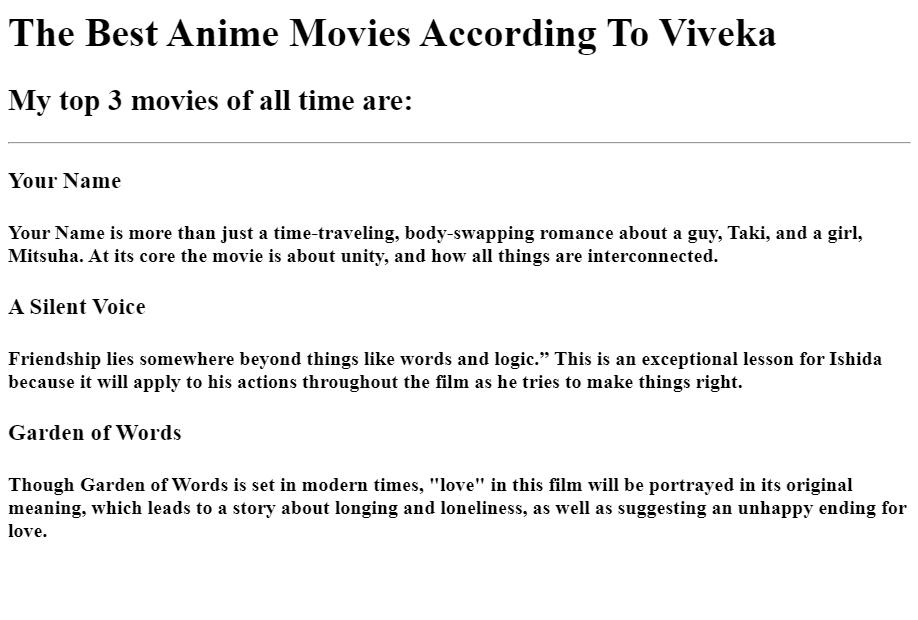 The Best Anime Movies According To Viveka
My top 3 movies of all time are:
Your Name
Your Name is more than just a time-traveling, body-swapping romance about a guy, Taki, and a girl,
Mitsuha. At its core the movie is about unity, and how all things are interconnected.
A Silent Voice
Friendship lies somewhere beyond things like words and logic.” This is an exceptional lesson for Ishida
because it will apply to his actions throughout the film as he tries to make things right.
Garden of Words
Though Garden of Words is set in modern times, "love" in this film will be portrayed in its original
meaning, which leads to a story about longing and loneliness, as well as suggesting an unhappy ending for
love.